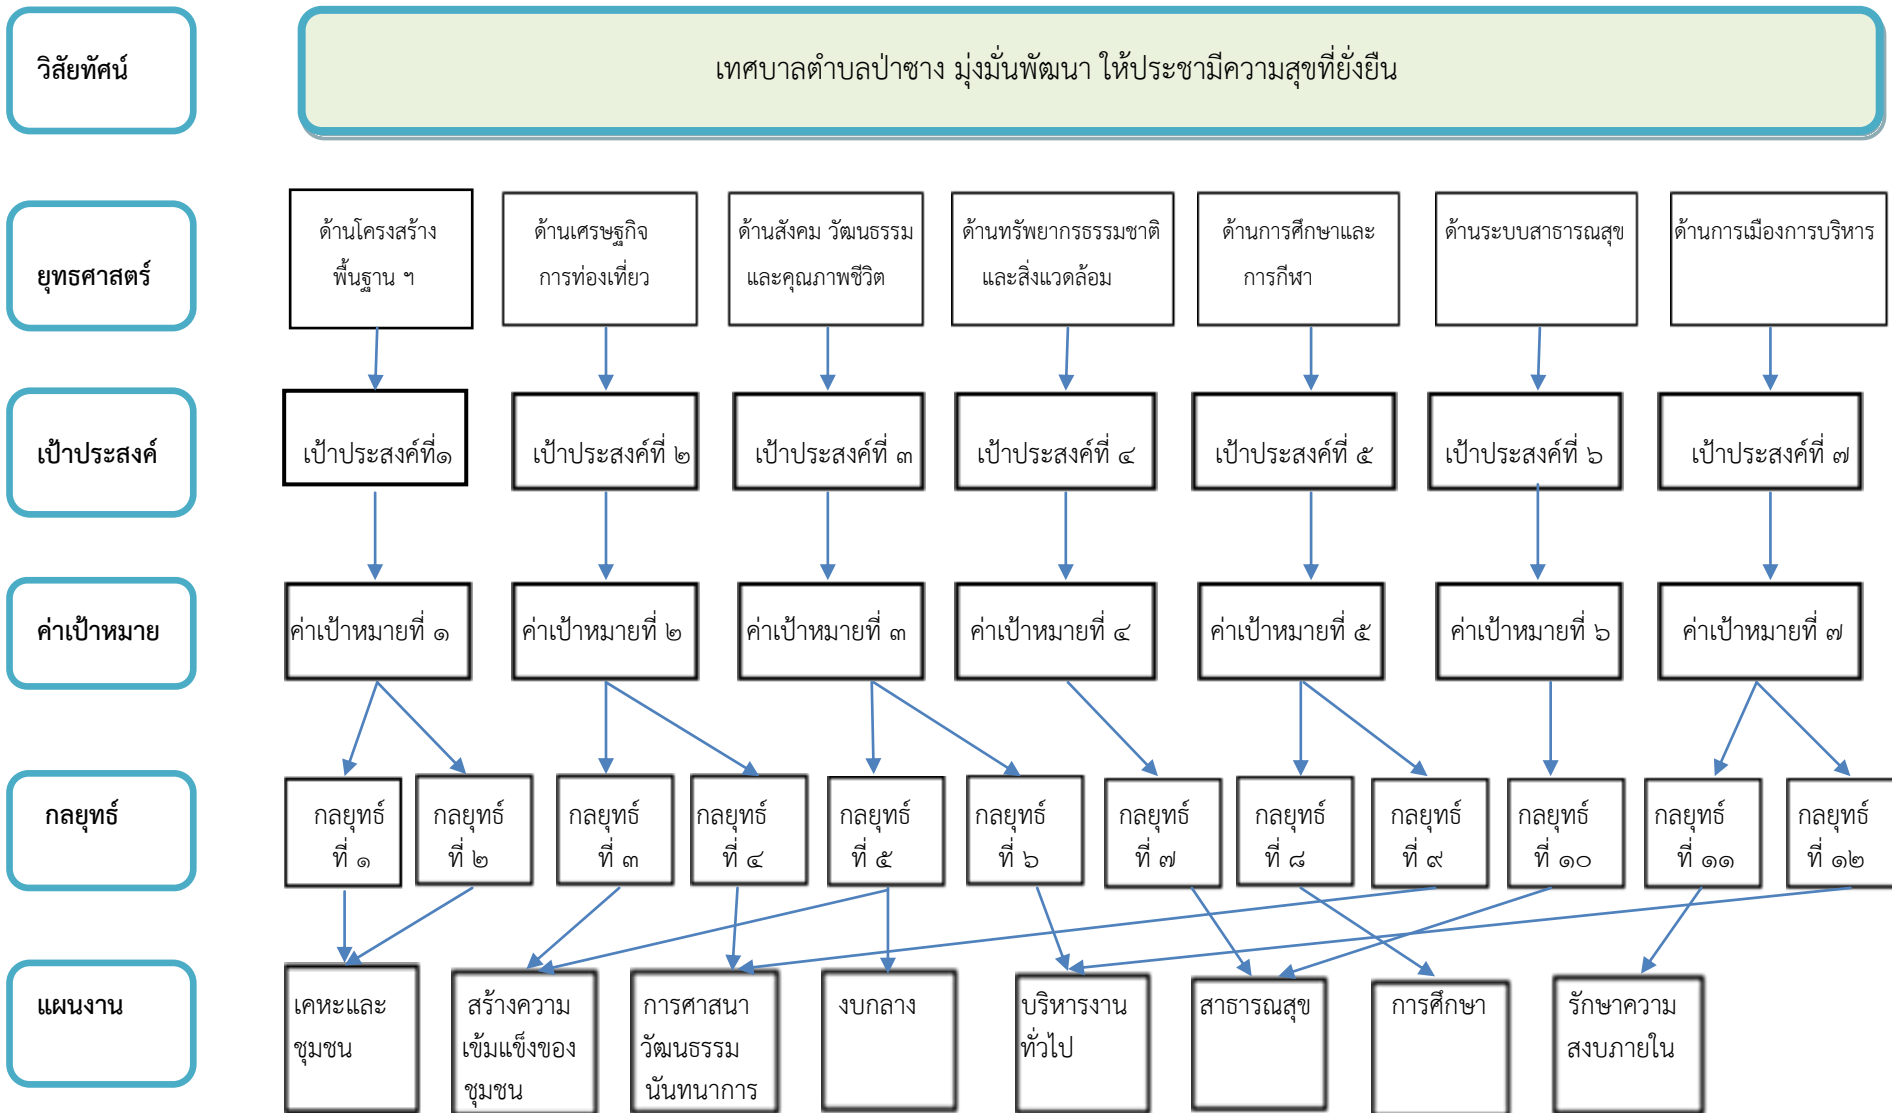 วิสัยทัศน์
เทศบาลตำบลป่าซาง มุ่งมั่นพัฒนา ให้ประชามีความสุขที่ยั่งยืน
ยุทธศาสตร์
ด้านโครงสร้าง
พื้นฐาน ฯ
ด้านเศรษฐกิจ
การท่องเที่ยว
ด้านสังคม วัฒนธรรม
และคุณภาพชีวิต
ด้านทรัพยากรธรรมชาติ
และสิ่งแวดล้อม
ด้านการศึกษาและ
การกีฬา
ด้านระบบสาธารณสุข
ด้านการเมืองการบริหาร
เป้าประสงค์
เป้าประสงค์ที่๑
เป้าประสงค์ที่ ๒
เป้าประสงค์ที่ ๓
เป้าประสงค์ที่ ๔
เป้าประสงค์ที่ ๕
เป้าประสงค์ที่ ๖
เป้าประสงค์ที่ ๗
ค่าเป้าหมาย
ค่าเป้าหมายที่ ๑
ค่าเป้าหมายที่ ๒
ค่าเป้าหมายที่ ๓
ค่าเป้าหมายที่ ๔
ค่าเป้าหมายที่ ๕
ค่าเป้าหมายที่ ๖
ค่าเป้าหมายที่ ๗
กลยุทธ์
กลยุทธ์
ที่ ๑
กลยุทธ์
ที่ ๒
กลยุทธ์
ที่ ๓
กลยุทธ์
ที่ ๔
กลยุทธ์
ที่ ๕
กลยุทธ์
ที่ ๖
กลยุทธ์
ที่ ๗
กลยุทธ์
ที่ ๘
กลยุทธ์
ที่ ๙
กลยุทธ์
ที่ ๑๐
กลยุทธ์
ที่ ๑๑
กลยุทธ์
ที่ ๑๒
แผนงาน
เคหะและ
ชุมชน
สร้างความ
เข้มแข็งของ
ชุมชน
การศาสนา
วัฒนธรรม
นันทนาการ
งบกลาง
บริหารงาน
ทั่วไป
สาธารณสุข
การศึกษา
รักษาความ
สงบภายใน